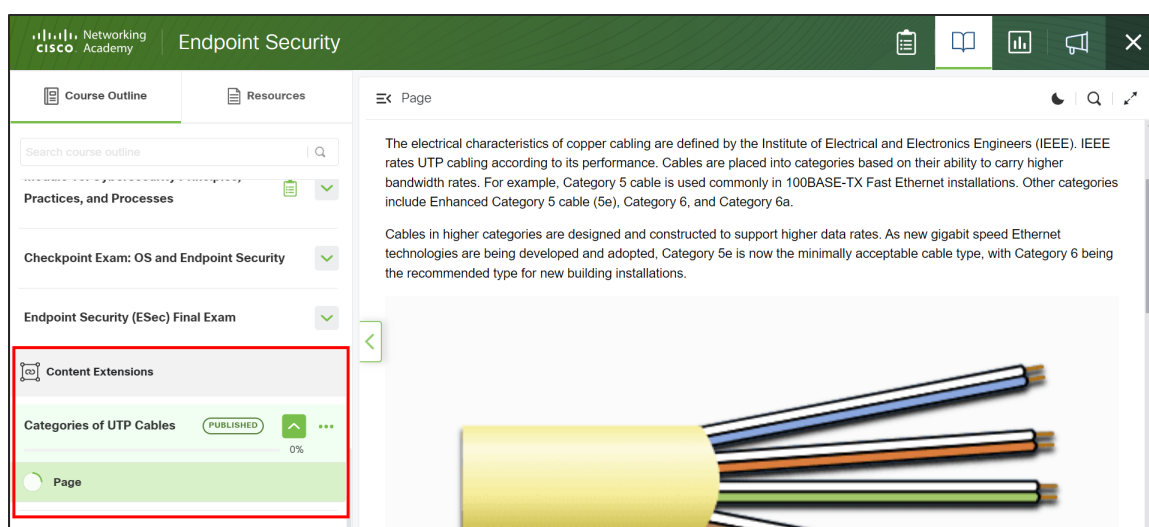 Networking
CISCO Academy
Endpoint Security
Course Outline
Resources
Search course outline
Practices, and Processes
Checkpoint Exam: OS and Endpoint Security
Endpoint Security (ESec) Final Exam
Content Extensions
Categories of UTP Cables
PUBLISHED
0%
Page
Page
The electrical characteristics of copper cabling are defined by the Institute of Electrical and Electronics Engineers (IEEE). IEEE
rates UTP cabling according to its performance. Cables are placed into categories based on their ability to carry higher
bandwidth rates. For example, Category 5 cable is used commonly in 100BASE-TX Fast Ethernet installations. Other categories
include Enhanced Category 5 cable (5e), Category 6, and Category 6a.
Cables in higher categories are designed and constructed to support higher data rates. As new gigabit speed Ethernet
technologies are being developed and adopted, Category 5e is now the minimally acceptable cable type, with Category 6 being
the recommended type for new building installations.